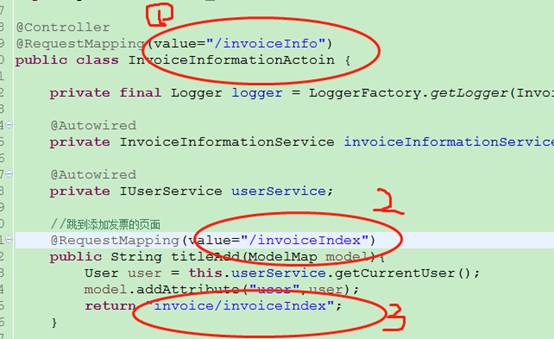 1
@Controller
@RequestMapping(value="/invoiceInfo")
public class InvoiceInformationActoin {
private final Logger logger = LoggerFactory.getLogger(Invoi
@Autowired
private InvoiceInformationService invoiceInformationService
@Autowired
private IUserService userService;
2
//跳到添加发票的页面
@RequestMapping(value="/invoiceIndex")
public String titleAdd(ModelMap model){
User user = this.userService.getCurrentUser();
model.addAttribute("user",user);
return "invoice/invoiceIndex";
3
}